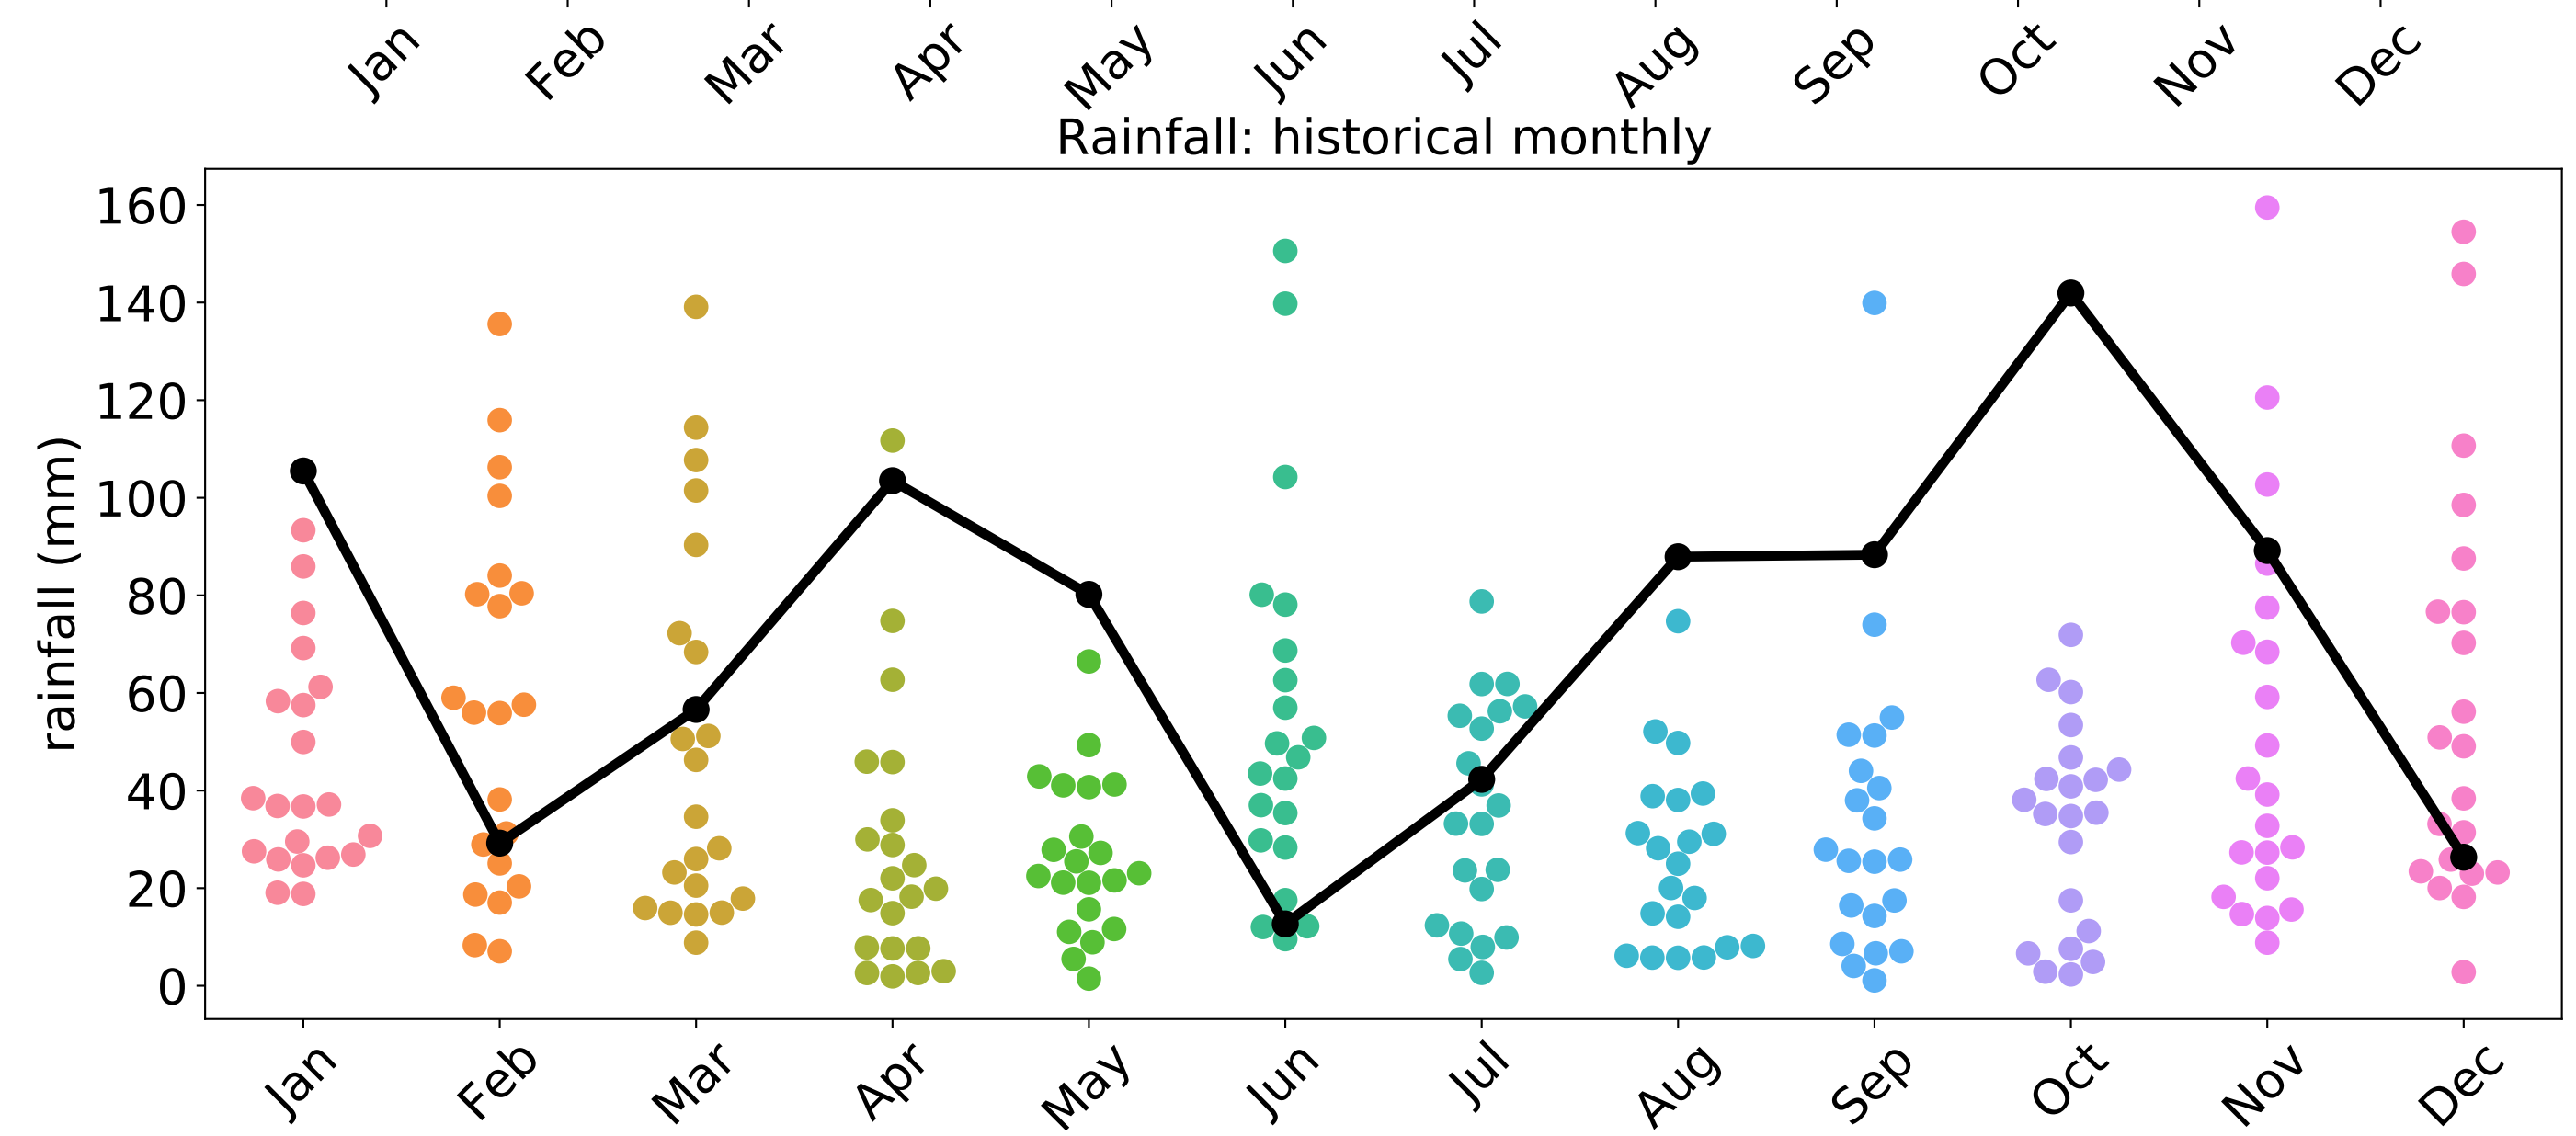 Jan Feb Mar Apr May Jun Jul Aug Sep Oct Nov Dec
Rainfall: historical monthly
160
140
120
100
80
60
40
20
0
rainfall (mm)
Jan Feb Mar Apr May Jun Jul Aug Sep Oct Nov Dec